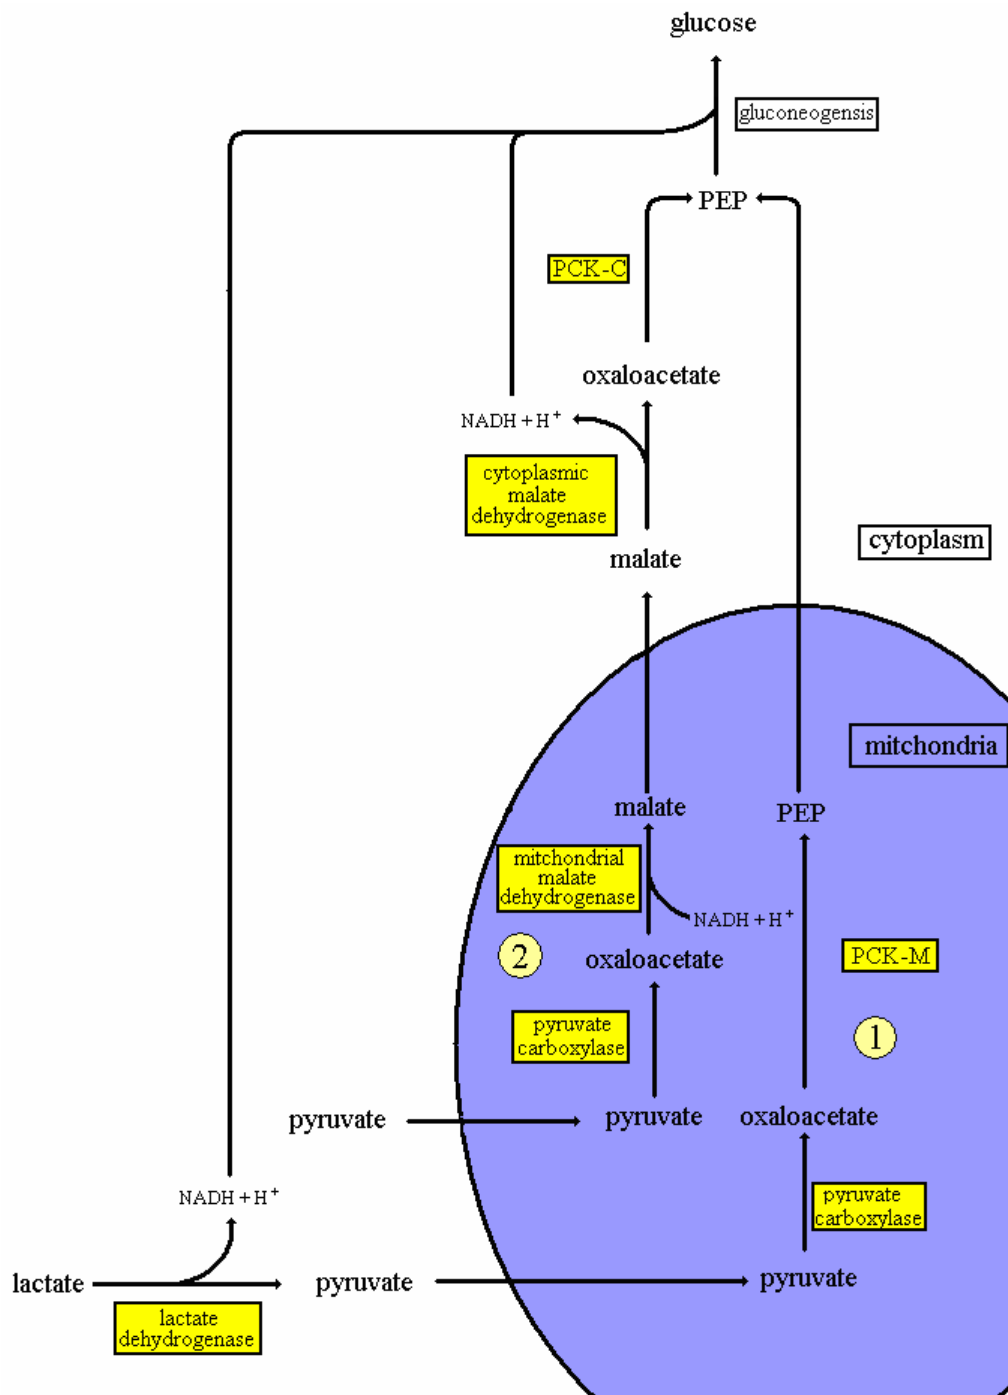 glucose
gluconeogensis
PEP
PCK-C
oxaloacetate
NADH + H+
cytoplasmic
malate
dehydrogenase
cytoplasm
malate
mitchondria
malate
PEP
mitchondrial
malate
dehydrogenase
NADH + H+
2
oxaloacetate
PCK-M
pyruvate
carboxylase
1
pyruvate
pyruvate
oxaloacetate
NADH + H+
pyruvate
carboxylase
lactate
pyruvate
pyruvate
lactate
dehydrogenase